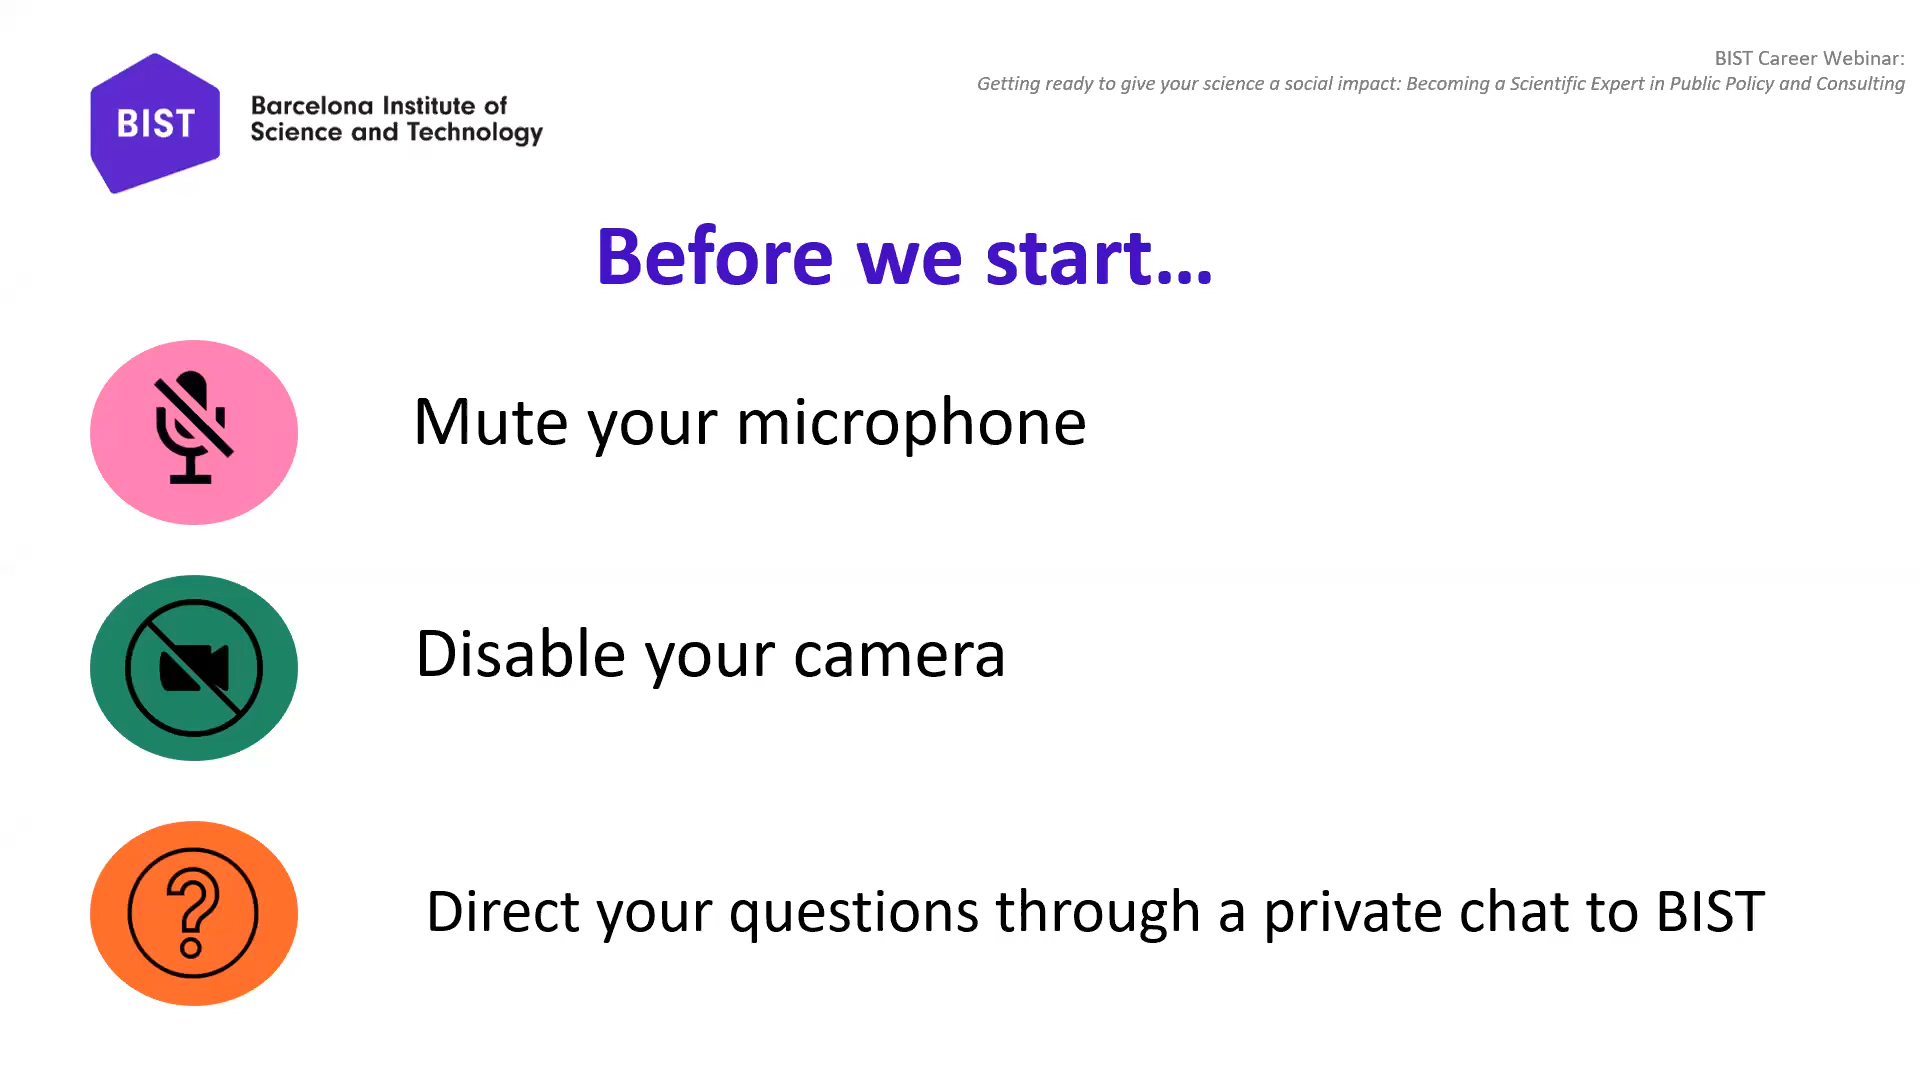 BIST
Barcelona Institute of
Science and Technology
BIST Career Webinar:
Getting ready to give your science a social impact: Becoming a Scientific Expert in Public Policy and Consulting
Before we start...
Mute your microphone
Disable your camera
?
Direct your questions through a private chat to BIST